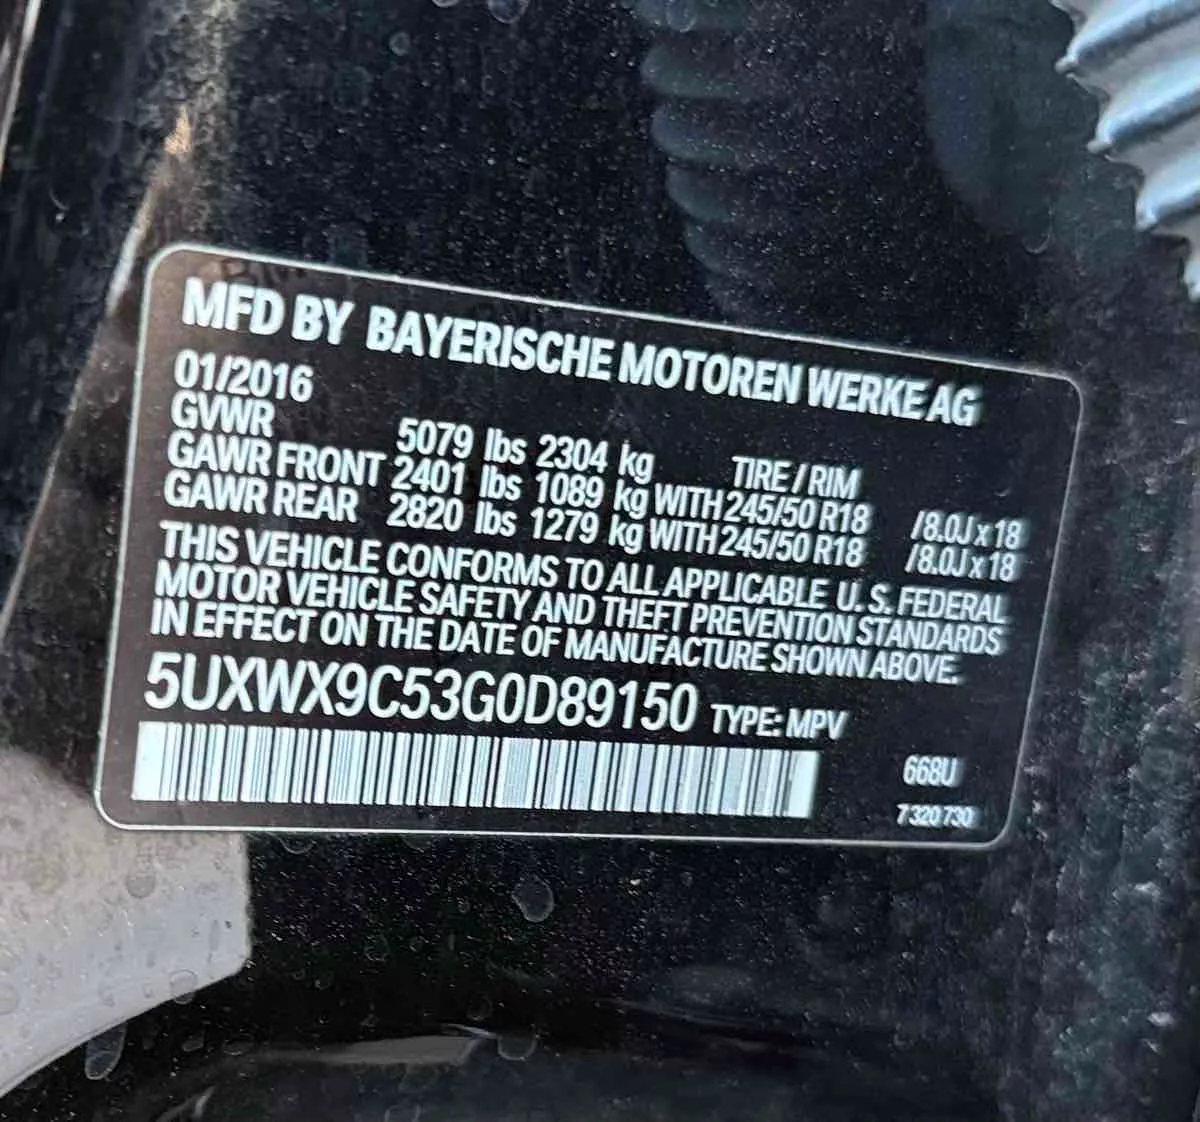 MFD BY BAYERISCHE MOTOREN WERKE AG
01/2016
GVWR 5079 lbs 2304 kg TIRE / RIM
GAWR FRONT 2401 lbs 1089 kg WITH 245/50 R18 / 8.0J x 18
GAWR REAR 2820 lbs 1279 kg WITH 245/50 R18 / 8.0J x 18
THIS VEHICLE CONFORMS TO ALL APPLICABLE U.S. FEDERAL
MOTOR VEHICLE SAFETY AND THEFT PREVENTION STANDARDS
IN EFFECT ON THE DATE OF MANUFACTURE SHOWN ABOVE.
5UXWX9C53G0D89150 TYPE: MPV
668U
7 320 730